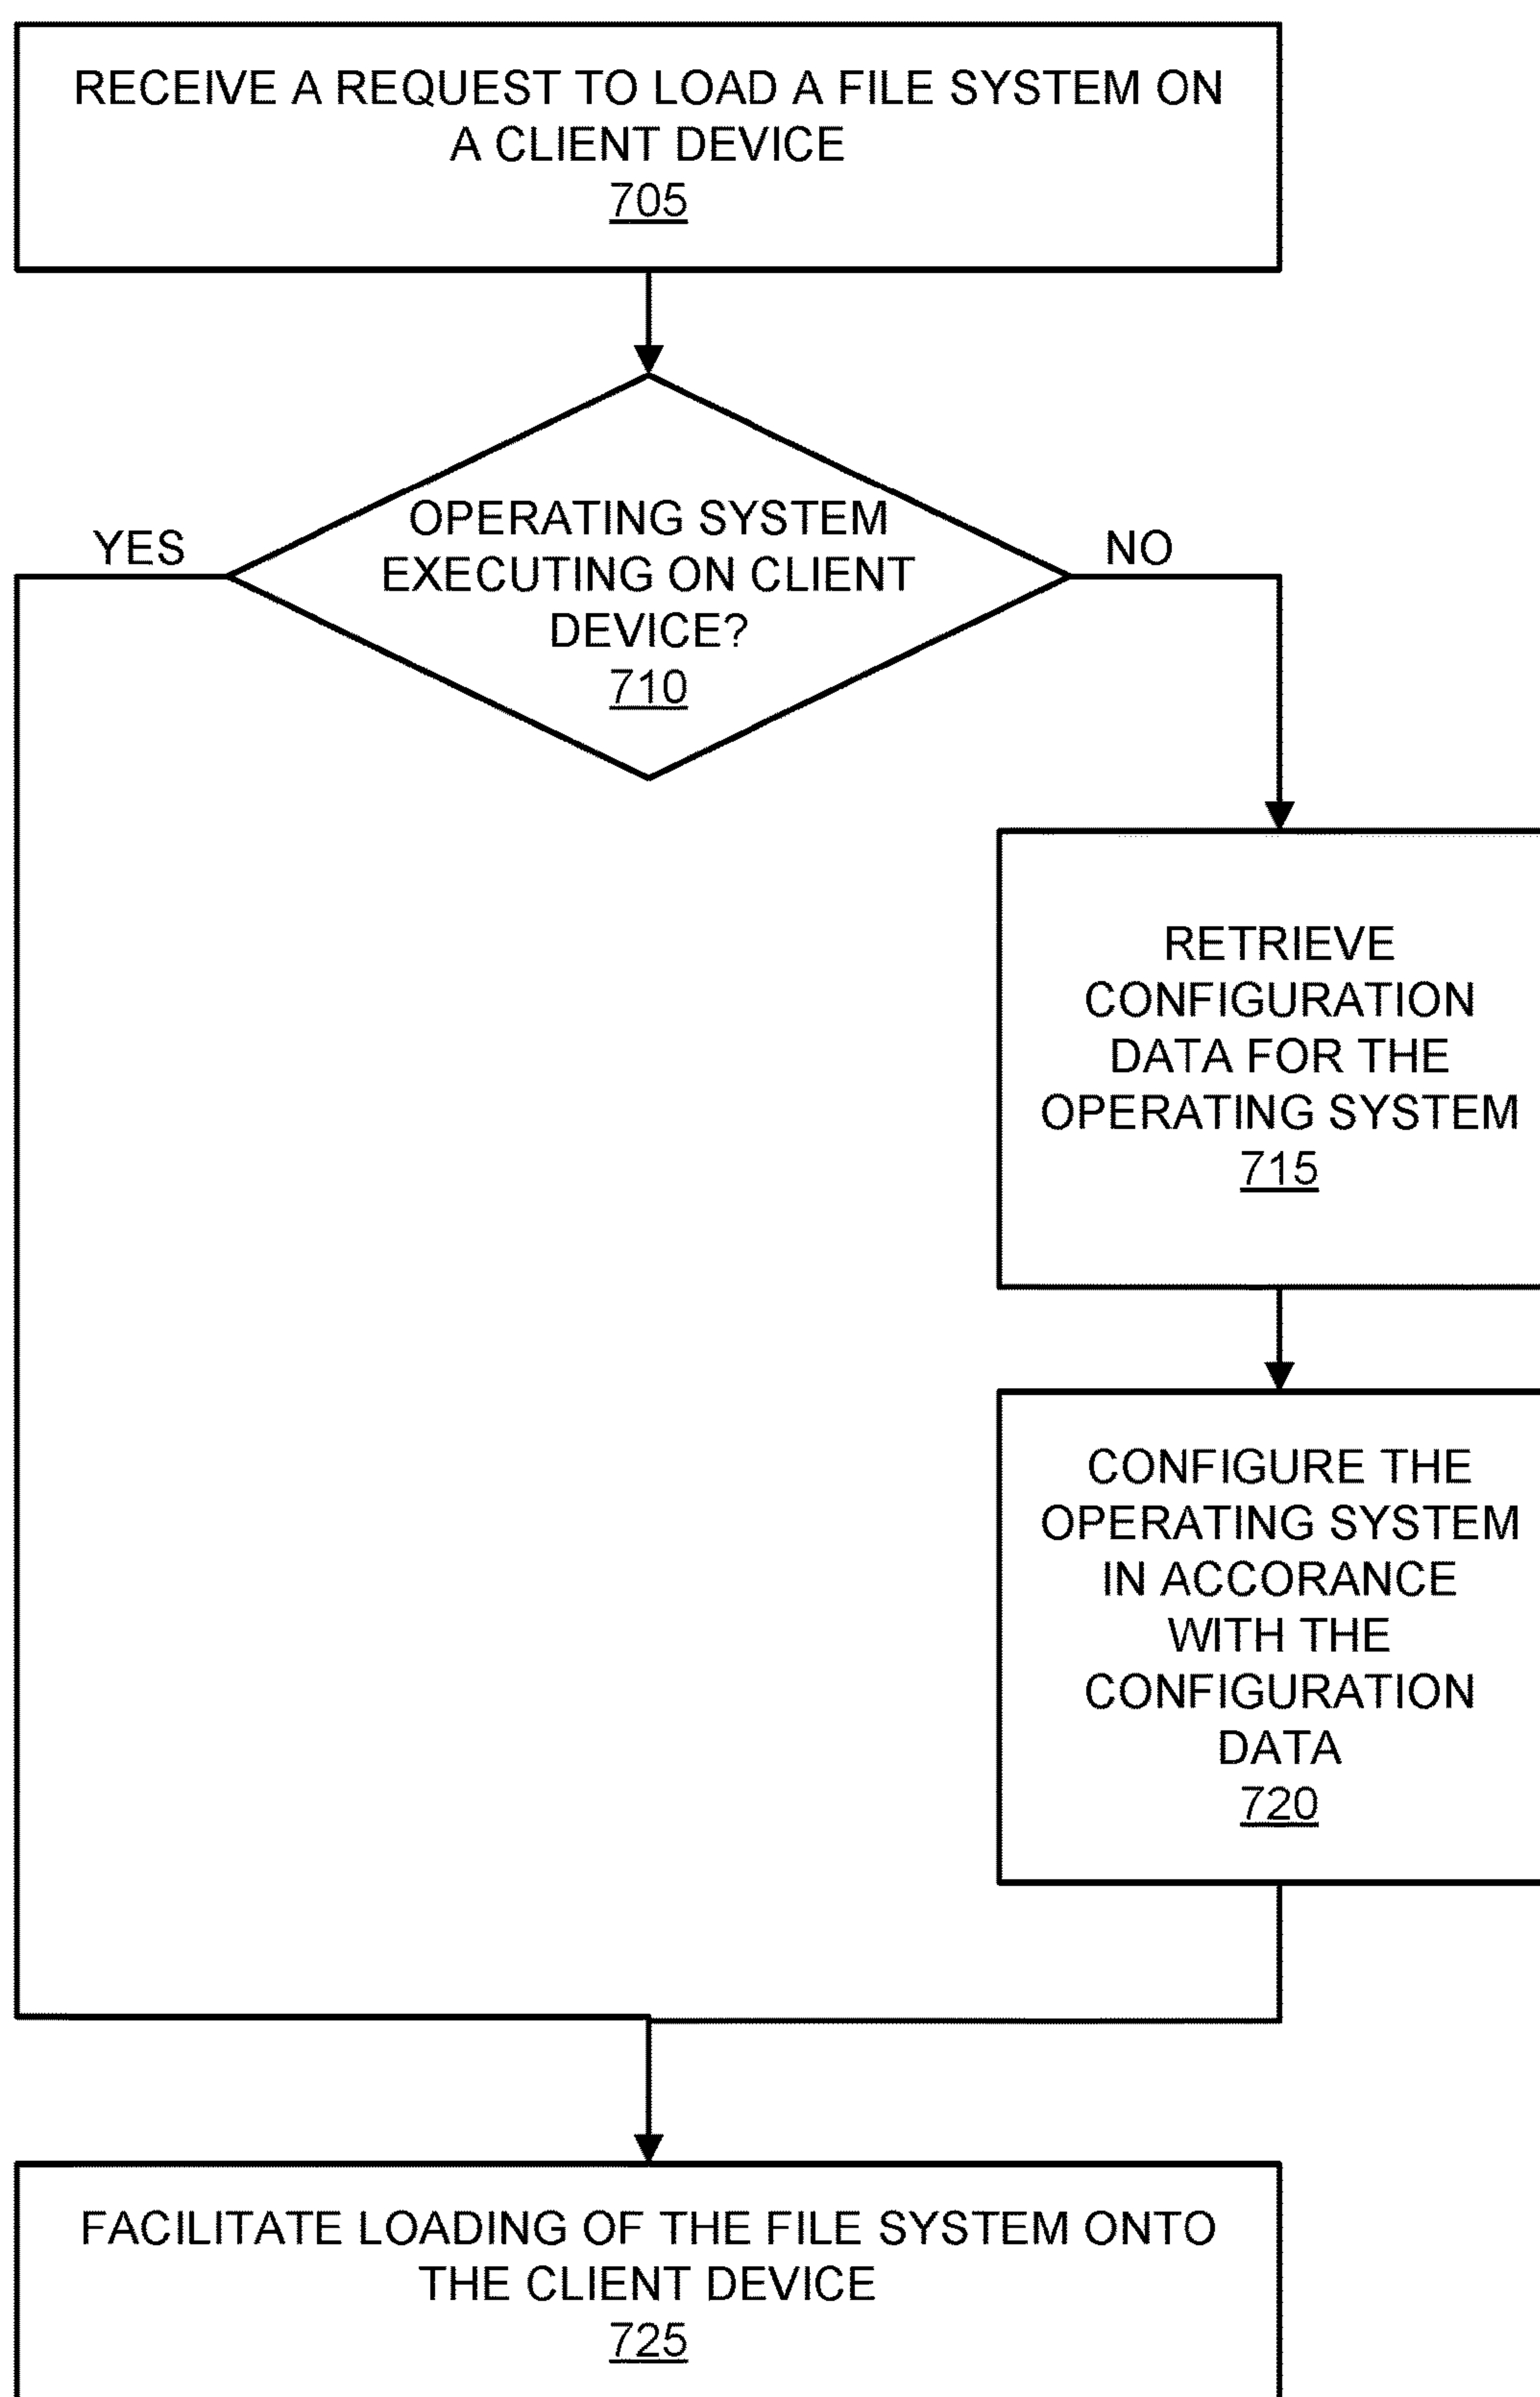 RECEIVE A REQUEST TO LOAD A FILE SYSTEM ON
A CLIENT DEVICE
705
OPERATING SYSTEM
EXECUTING ON CLIENT
DEVICE?
710
YES
NO
RETRIEVE
CONFIGURATION
DATA FOR THE
OPERATING SYSTEM
715
CONFIGURE THE
OPERATING SYSTEM
IN ACCORANCE
WITH THE
CONFIGURATION
DATA
720
FACILITATE LOADING OF THE FILE SYSTEM ONTO
THE CLIENT DEVICE
725